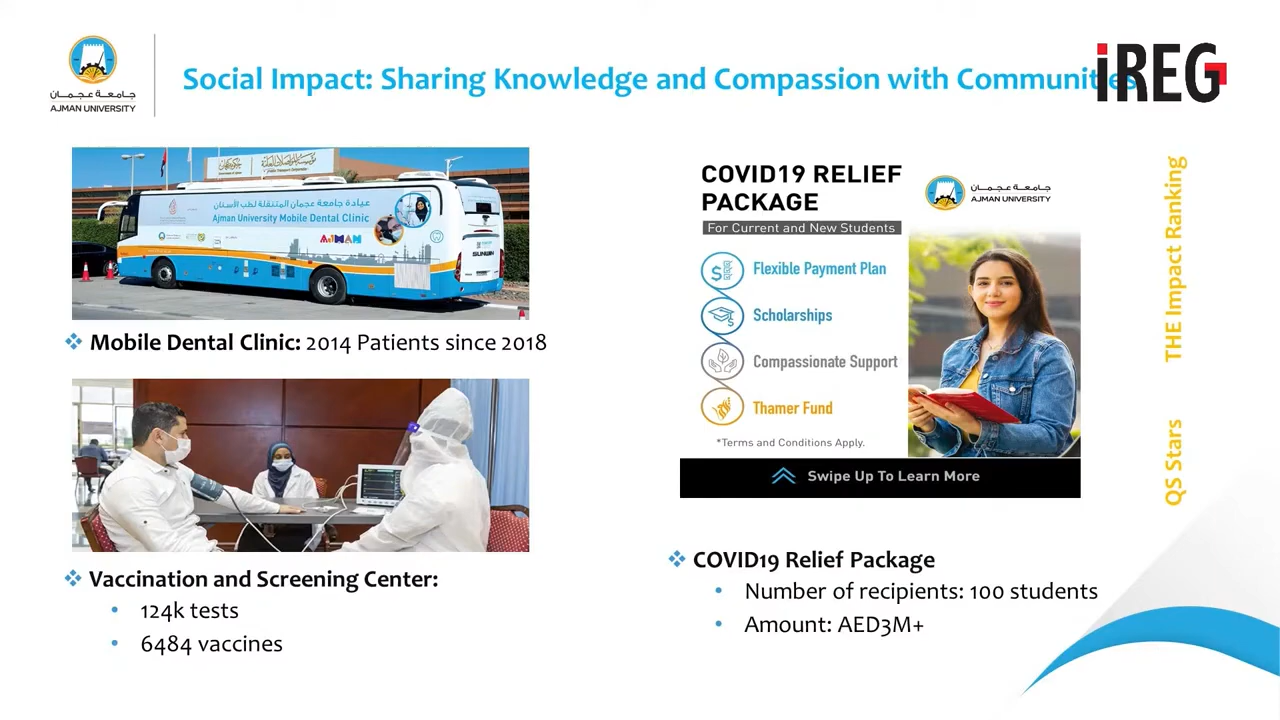 جامعة عجمان
AJMAN UNIVERSITY
Social Impact: Sharing Knowledge and Compassion with Communities
iREG
عيادة جامعة عجمان المتنقلة لطب الأسنان
Ajman University Mobile Dental Clinic
AJMAN
SUNWIN
Mobile Dental Clinic: 2014 Patients since 2018
Vaccination and Screening Center:
124k tests
6484 vaccines
COVID19 RELIEF
PACKAGE
For Current and New Students
جامعة عجمان
AJMAN UNIVERSITY
Flexible Payment Plan
Scholarships
Compassionate Support
Thamer Fund
*Terms and Conditions Apply.
Swipe Up To Learn More
COVID19 Relief Package
Number of recipients: 100 students
Amount: AED3M+
THE Impact Ranking
QS Stars